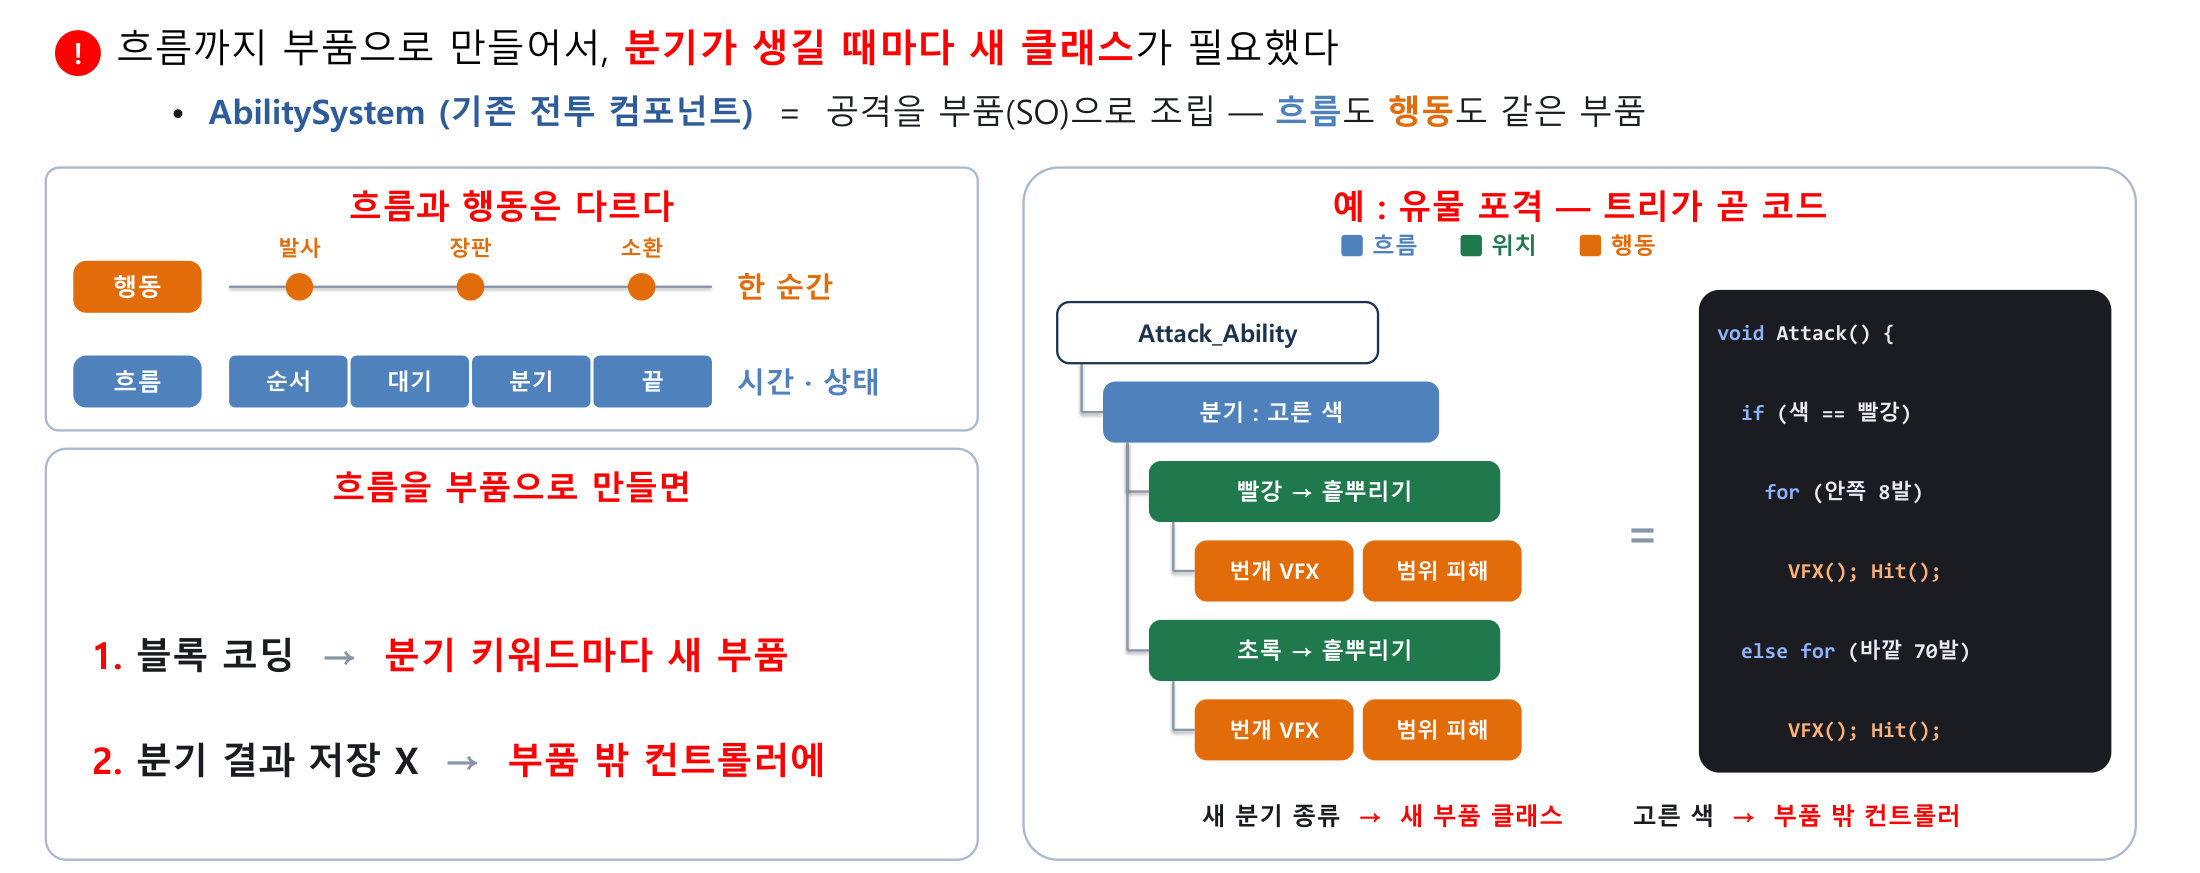 ! 흐름까지 부품으로 만들어서, 분기가 생길 때마다 새 클래스가 필요했다
• AbilitySystem (기존 전투 컴포넌트) = 공격을 부품(SO)으로 조립 — 흐름도 행동도 같은 부품
흐름과 행동은 다르다
발사 장판 소환
행동 한 순간
흐름 순서 대기 분기 끝 시간 · 상태
흐름을 부품으로 만들면
1. 블록 코딩 → 분기 키워드마다 새 부품
2. 분기 결과 저장 X → 부품 밖 컨트롤러에
예 : 유물 포격 — 트리가 곧 코드
흐름 위치 행동
Attack_Ability
분기 : 고른 색
빨강 → 흩뿌리기
번개 VFX 범위 피해
초록 → 흩뿌리기
번개 VFX 범위 피해
=
void Attack() {
if (색 == 빨강)
for (안쪽 8발)
VFX(); Hit();
else for (바깥 70발)
VFX(); Hit();
새 분기 종류 → 새 부품 클래스 고른 색 → 부품 밖 컨트롤러